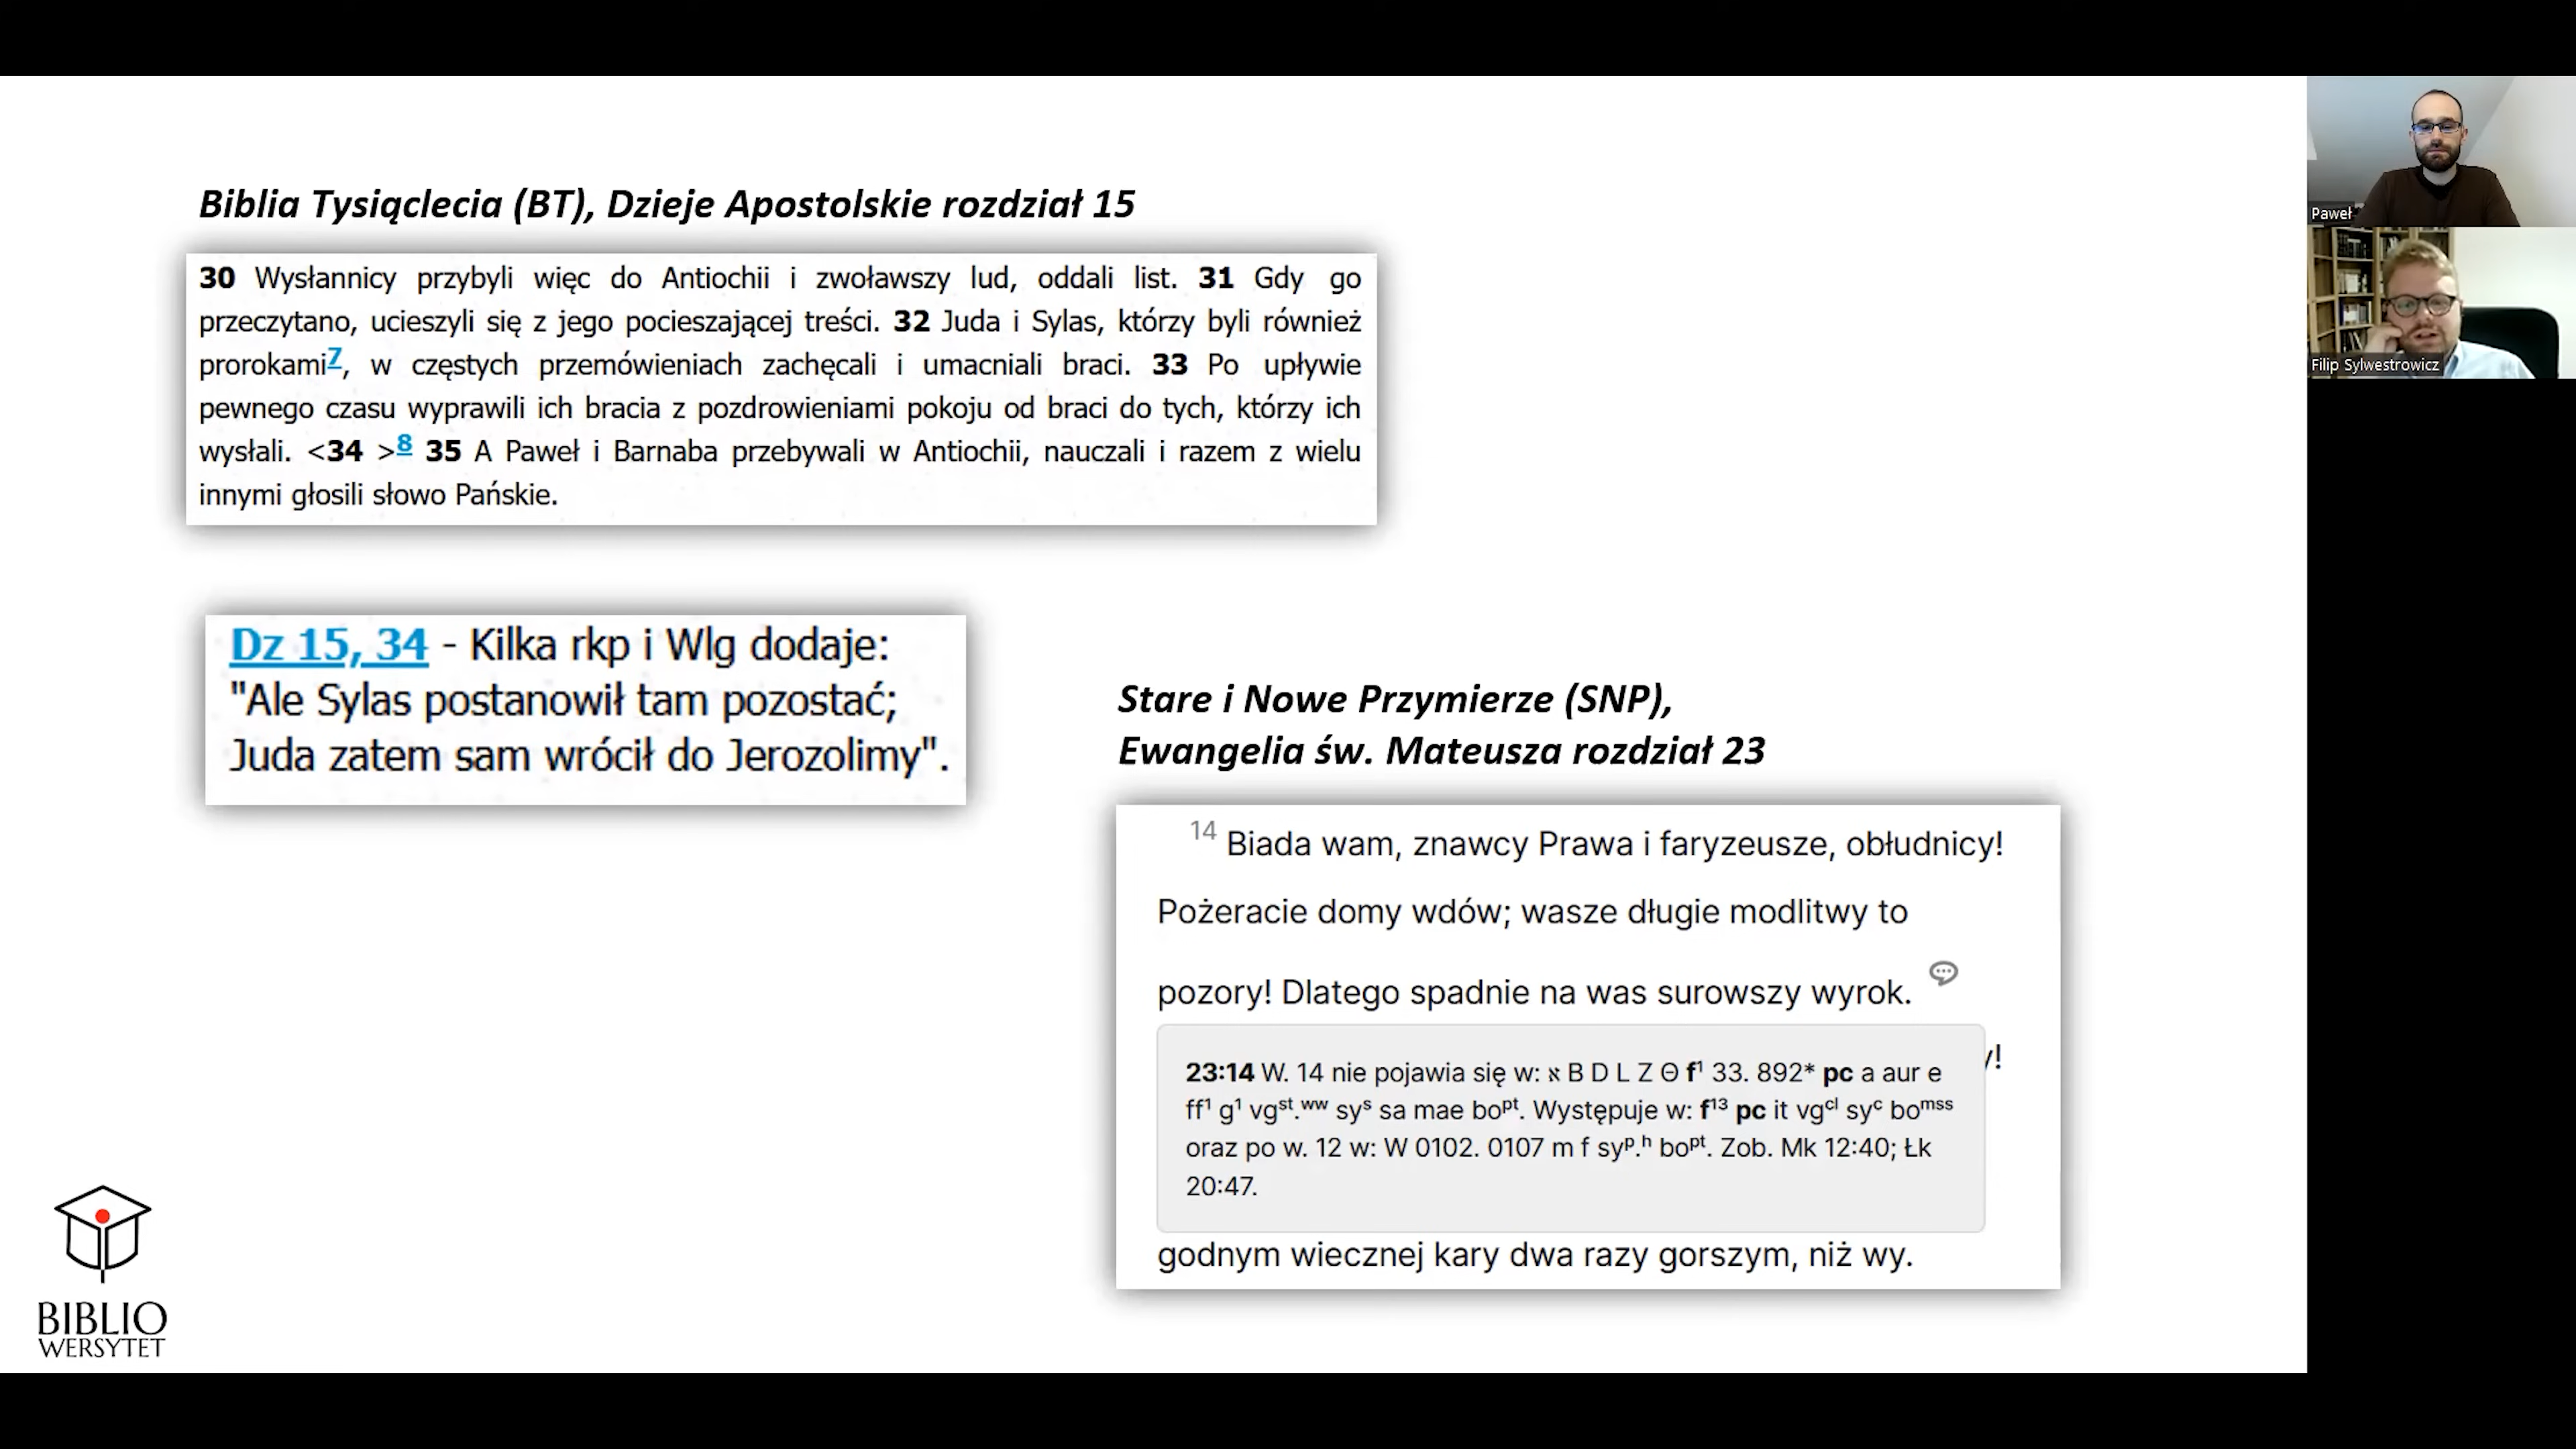 Biblia Tysiąclecia (BT), Dzieje Apostolskie rozdział 15
30 Wysłannicy przybyli więc do Antiochii i zwoławszy lud, oddali list. 31 Gdy go
przeczytano, ucieszyli się z jego pocieszającej treści. 32 Juda i Sylas, którzy byli również
prorokami7, w częstych przemówieniach zachęcali i umacniali braci. 33 Po upływie
pewnego czasu wyprawili ich bracia z pozdrowieniami pokoju od braci do tych, którzy ich
wysłali. <34 >8 35 A Paweł i Barnaba przebywali w Antiochii, nauczali i razem z wielu
innymi głosili słowo Pańskie.
Dz 15, 34 - Kilka rkp i Wlg dodaje:
"Ale Sylas postanowił tam pozostać;
Juda zatem sam wrócił do Jerozolimy".
Stare i Nowe Przymierze (SNP),
Ewangelia św. Mateusza rozdział 23
14 Biada wam, znawcy Prawa i faryzeusze, obłudnicy!
Pożeracie domy wdów; wasze długie modlitwy to
pozory! Dlatego spadnie na was surowszy wyrok.
y!
23:14 W. 14 nie pojawia się w: א B D L Z Θ f¹ 33. 892* pc a aur e
ff¹ g¹ vgˢᵗ.ʷʷ syˢ sa mae boᵖᵗ. Występuje w: f¹³ pc it vgᶜˡ syᶜ boᵐˢˢ
oraz po w. 12 w: W 0102. 0107 m f syᵖ.ʰ boᵖᵗ. Zob. Mk 12:40; Łk
20:47.
godnym wiecznej kary dwa razy gorszym, niż wy.
BIBLIO
WERSYTET
Paweł
Filip Sylwestrowicz